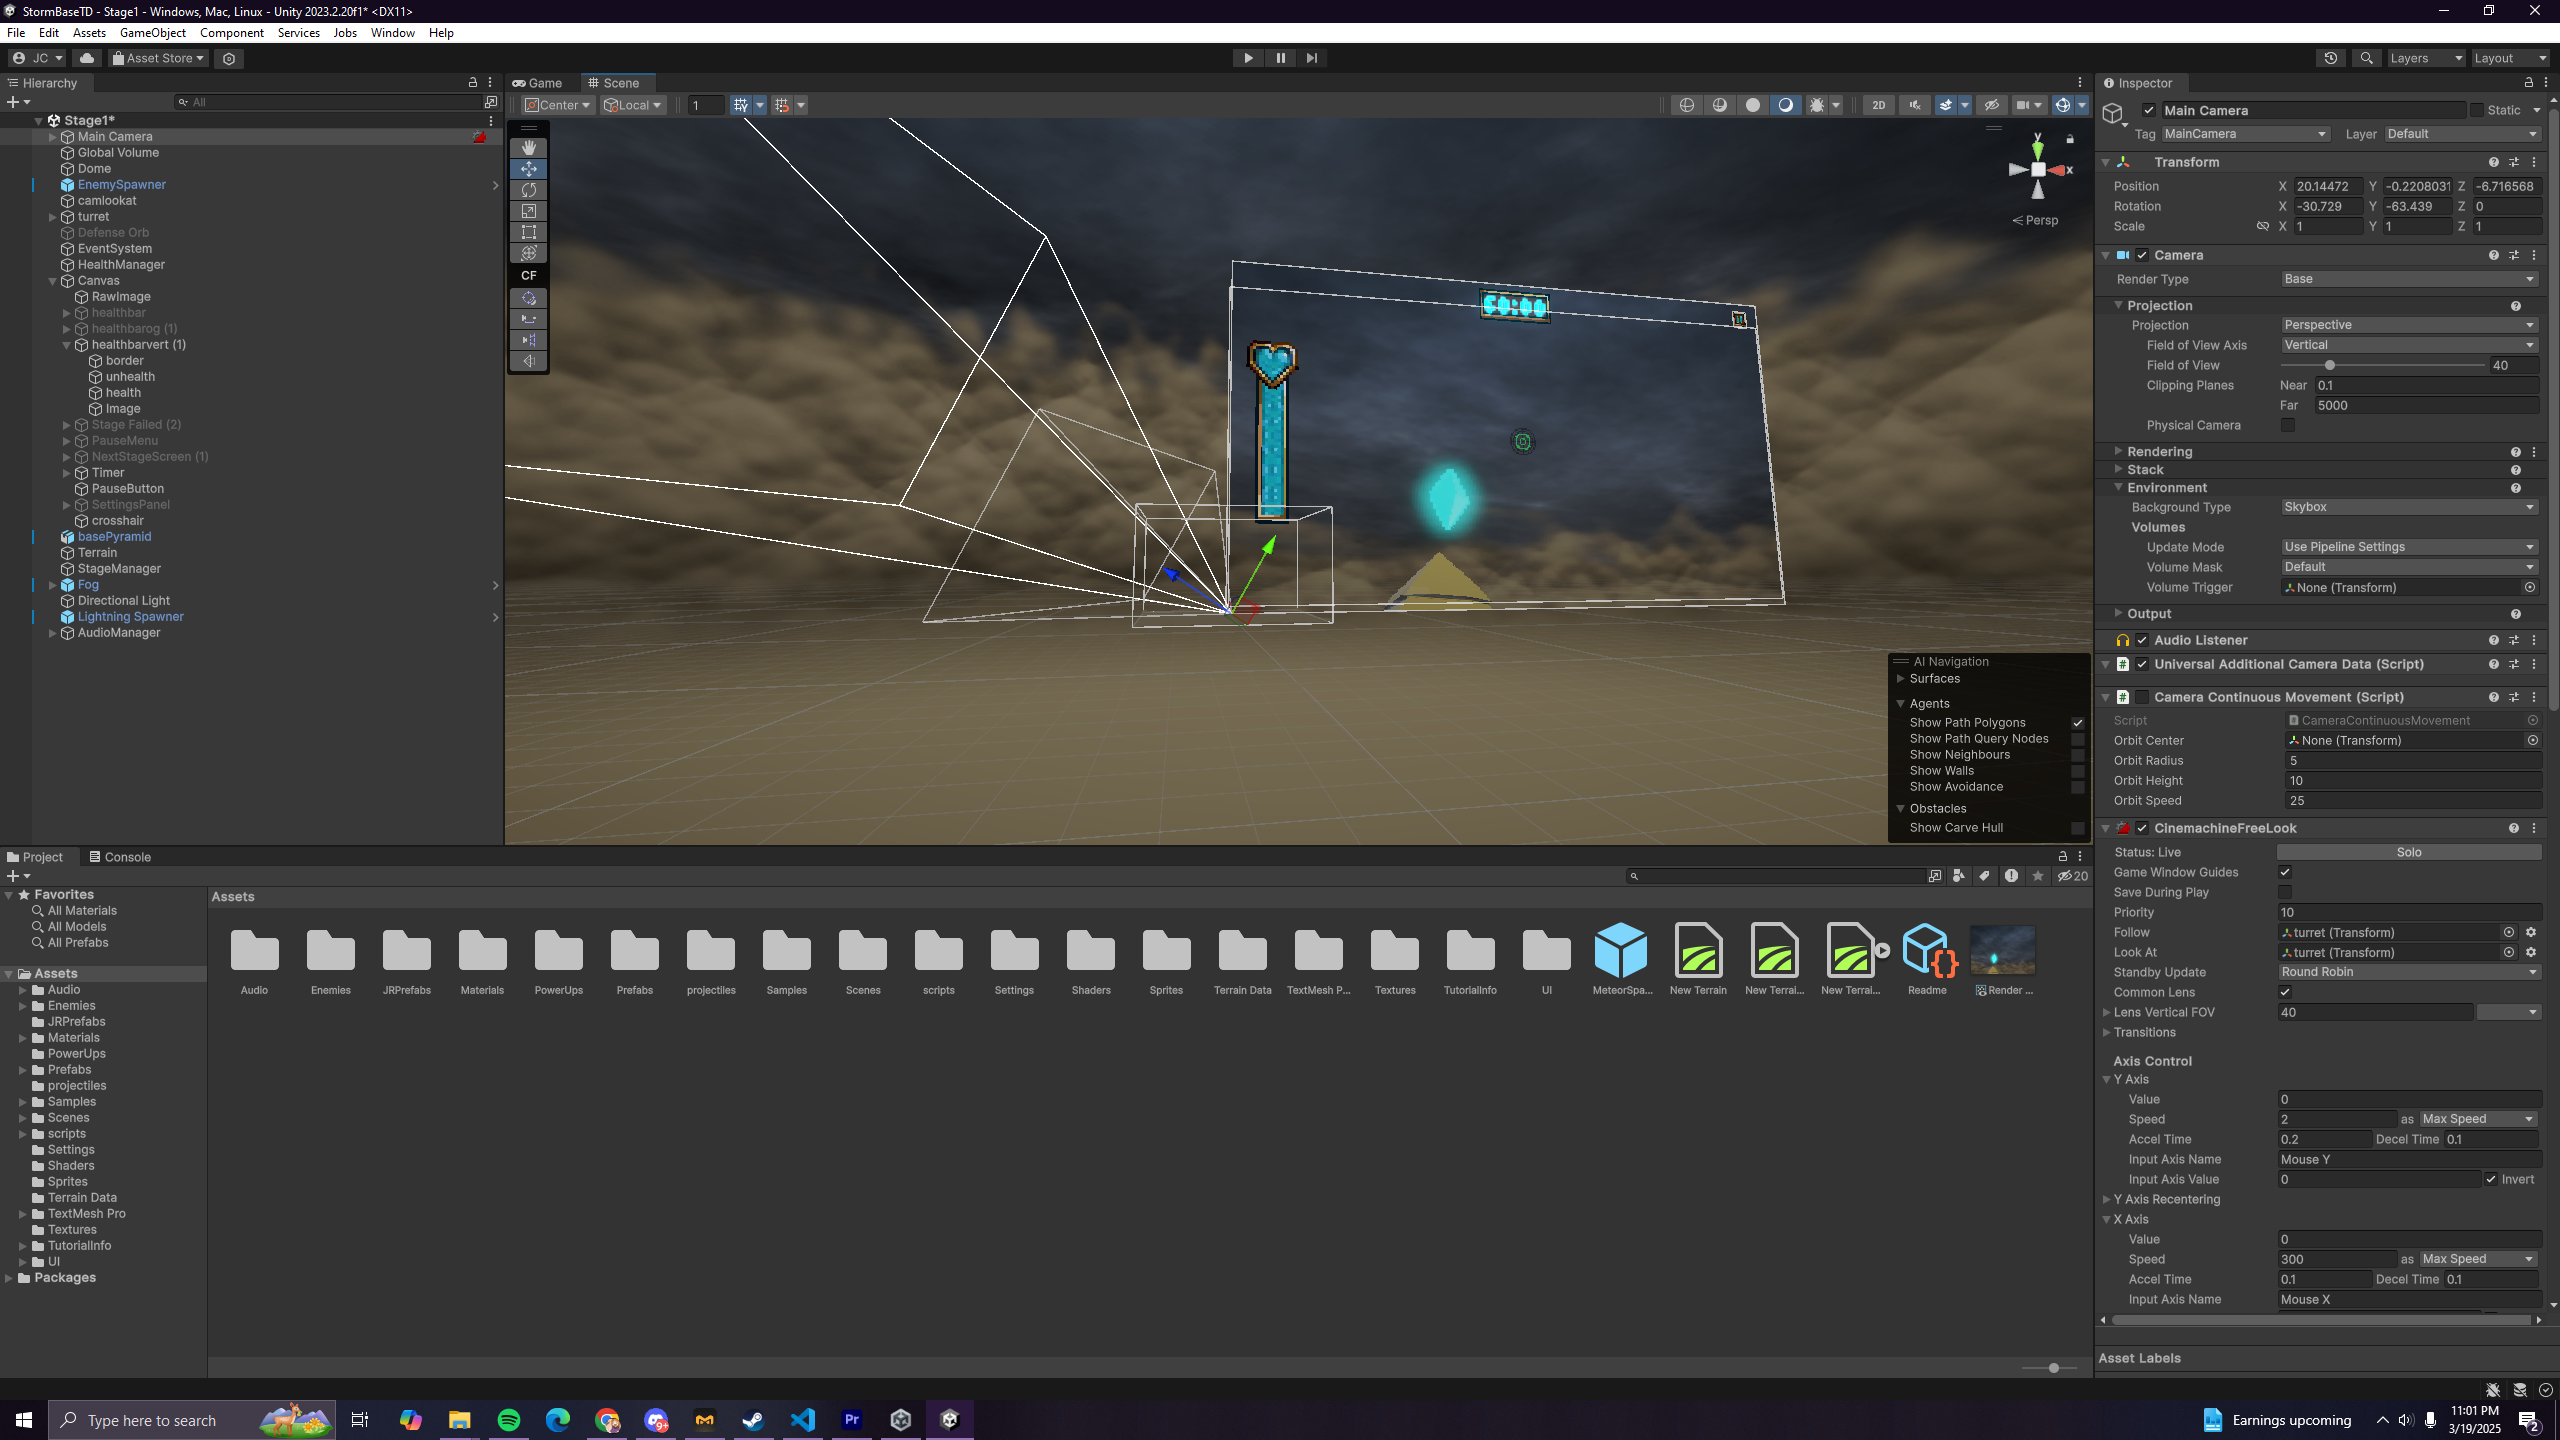 StormBaseTD - Stage1 - Windows, Mac, Linux - Unity 2023.2.20f1* <DX11>
File Edit Assets GameObject Component Services Jobs Window Help
JC Asset Store Layers Layout
Hierarchy
All
Stage1*
Main Camera
Global Volume
Dome
EnemySpawner
camlookat
turret
Defense Orb
EventSystem
HealthManager
Canvas
RawImage
healthbar
healthbarog (1)
healthbarvert (1)
border
unhealth
health
Image
Stage Failed (2)
PauseMenu
NextStageScreen (1)
Timer
PauseButton
SettingsPanel
crosshair
basePyramid
Terrain
StageManager
Fog
Directional Light
Lightning Spawner
AudioManager
Game Scene
Center Local 1 2D
CF
y
x
Persp
AI Navigation
Surfaces
Agents
Show Path Polygons
Show Path Query Nodes
Show Neighbours
Show Walls
Show Avoidance
Obstacles
Show Carve Hull
Inspector
Main Camera Static
Tag MainCamera Layer Default
Transform
Position X 20.14472 Y -0.2208031 Z -6.716568
Rotation X -30.729 Y -63.439 Z 0
Scale X 1 Y 1 Z 1
Camera
Render Type Base
Projection
Projection Perspective
Field of View Axis Vertical
Field of View 40
Clipping Planes Near 0.1
Far 5000
Physical Camera
Rendering
Stack
Environment
Background Type Skybox
Volumes
Update Mode Use Pipeline Settings
Volume Mask Default
Volume Trigger None (Transform)
Output
Audio Listener
Universal Additional Camera Data (Script)
Camera Continuous Movement (Script)
Script CameraContinuousMovement
Orbit Center None (Transform)
Orbit Radius 5
Orbit Height 10
Orbit Speed 25
CinemachineFreeLook
Status: Live Solo
Game Window Guides
Save During Play
Priority 10
Follow turret (Transform)
Look At turret (Transform)
Standby Update Round Robin
Common Lens
Lens Vertical FOV 40
Transitions
Axis Control
Y Axis
Value 0
Speed 2 as Max Speed
Accel Time 0.2 Decel Time 0.1
Input Axis Name Mouse Y
Input Axis Value 0 Invert
Y Axis Recentering
X Axis
Value 0
Speed 300 as Max Speed
Accel Time 0.1 Decel Time 0.1
Input Axis Name Mouse X
Asset Labels
Project Console
20
Favorites
All Materials
All Models
All Prefabs
Assets
Audio
Enemies
JRPrefabs
Materials
PowerUps
Prefabs
projectiles
Samples
Scenes
scripts
Settings
Shaders
Sprites
Terrain Data
TextMesh Pro
Textures
TutorialInfo
UI
Packages
Assets
Audio Enemies JRPrefabs Materials PowerUps Prefabs projectiles Samples Scenes scripts Settings Shaders Sprites Terrain Data TextMesh P... Textures TutorialInfo UI MeteorSpa... New Terrain New Terrai... New Terrai... Readme Render ...
Type here to search
9+
Pr
Earnings upcoming
11:01 PM
3/19/2025
2